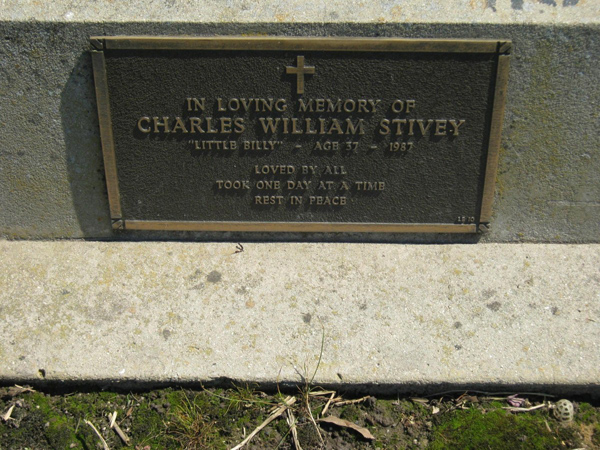 IN LOVING MEMORY OF
CHARLES WILLIAM STIVEY
"LITTLE BILLY" - AGE 37 - 1987
LOVED BY ALL
TOOK ONE DAY AT A TIME
REST IN PEACE